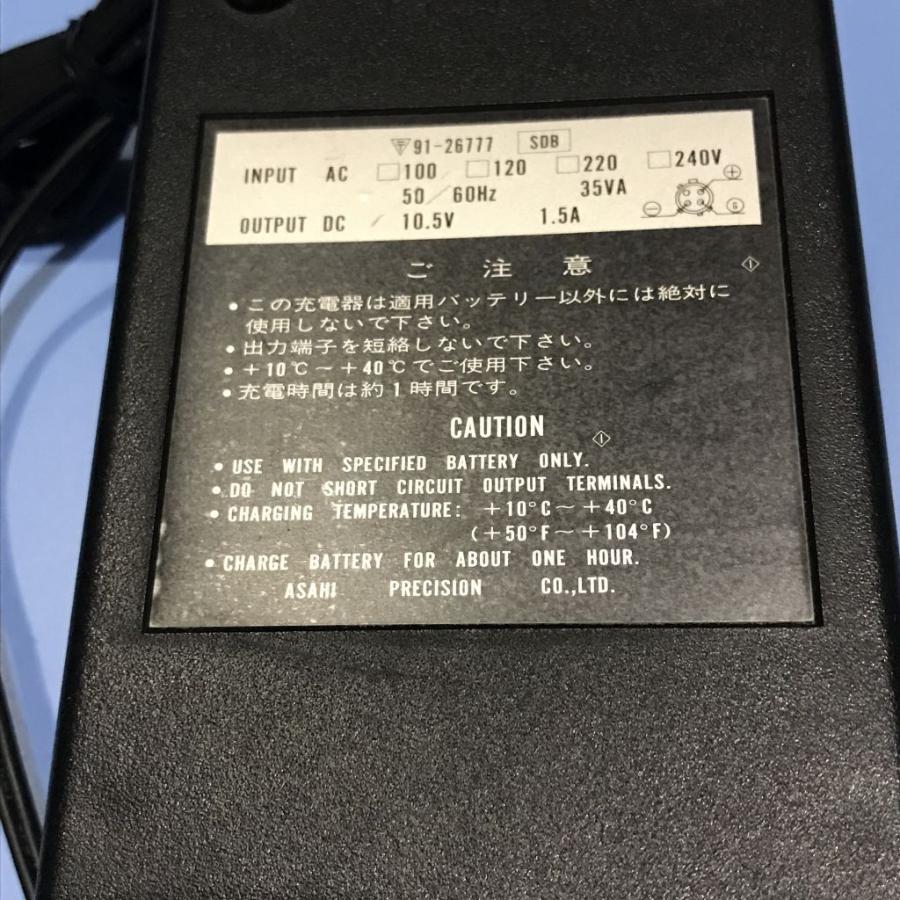 〒91-26777 SDB
INPUT AC □100 □120 □220 □240V
50/60Hz 35VA
OUTPUT DC 10.5V 1.5A
⊕
⊖ G
ご注意
•この充電器は適用バッテリー以外には絶対に
使用しないで下さい。
•出力端子を短絡しないで下さい。
•+10℃~+40℃でご使用下さい。
•充電時間は約1時間です。
CAUTION
• USE WITH SPECIFIED BATTERY ONLY.
• DO NOT SHORT CIRCUIT OUTPUT TERMINALS.
• CHARGING TEMPERATURE: +10°C~+40°C
(+50°F~+104°F)
• CHARGE BATTERY FOR ABOUT ONE HOUR.
ASAHI PRECISION CO.,LTD.